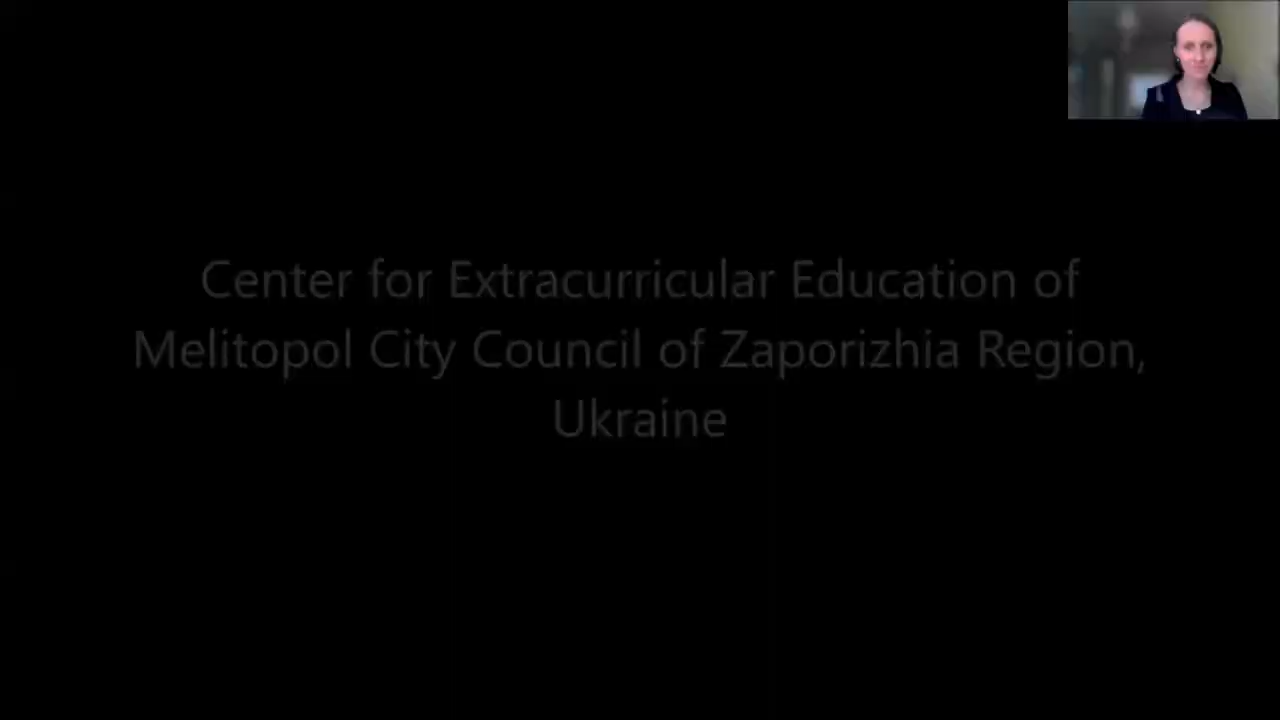 Center for Extracurricular Education of
Melitopol City Council of Zaporizhia Region,
Ukraine